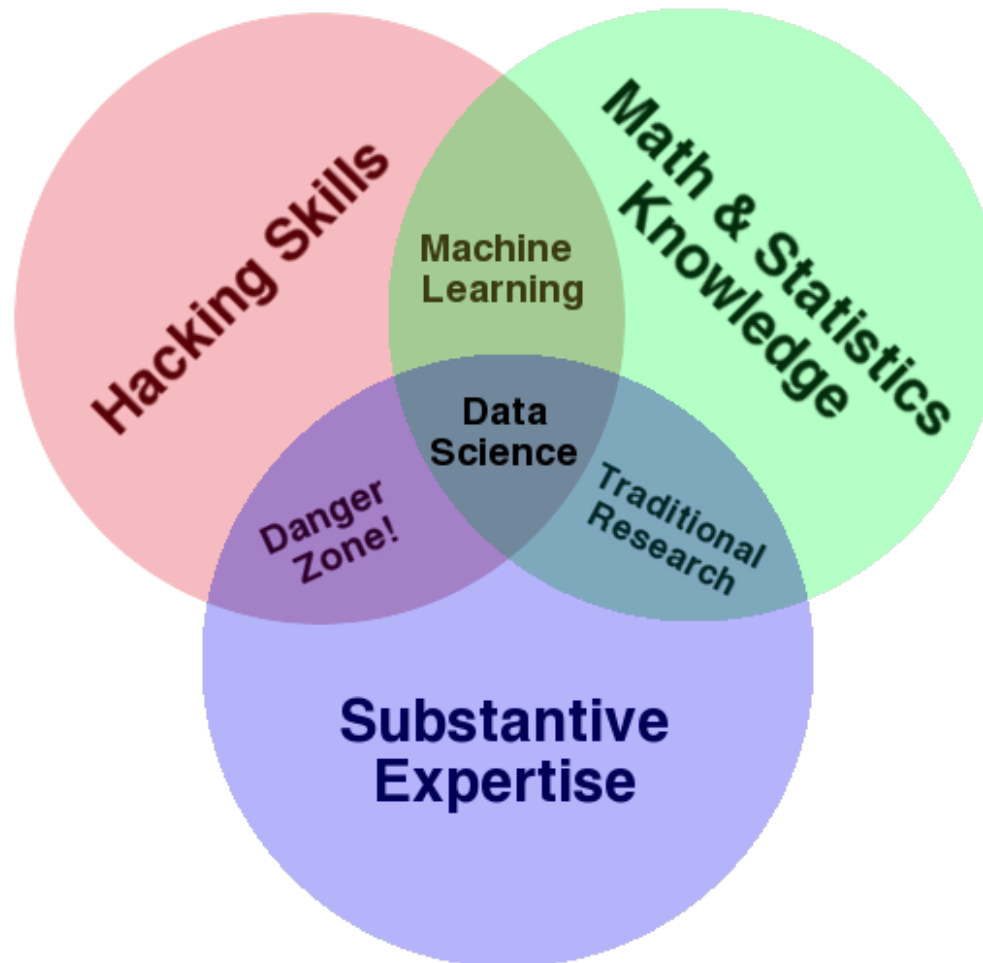 Hacking Skills
Math & Statistics
Knowledge
Machine
Learning
Data
Science
Danger
Zone!
Traditional
Research
Substantive
Expertise